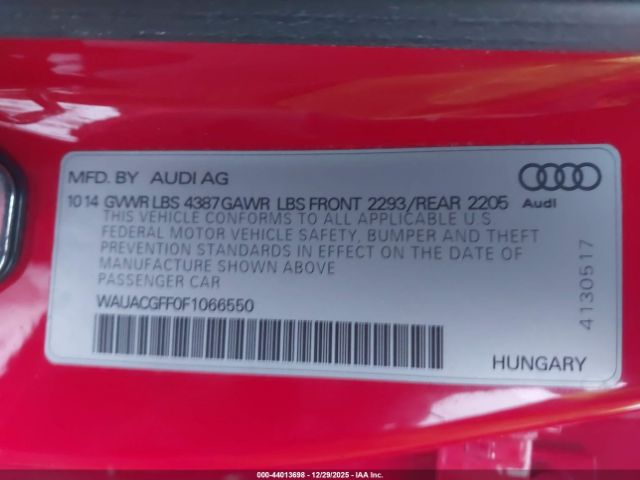 MFD. BY AUDI AG
10 14 GVWR LBS 4387 GAWR LBS FRONT 2293/REAR 2205
THIS VEHICLE CONFORMS TO ALL APPLICABLE U.S.
FEDERAL MOTOR VEHICLE SAFETY, BUMPER AND THEFT
PREVENTION STANDARDS IN EFFECT ON THE DATE OF
MANUFACTURE SHOWN ABOVE
PASSENGER CAR
WAUACGFF0F1066550
Audi
4130517
HUNGARY
000-44013698 - 12/29/2025 - IAA Inc.